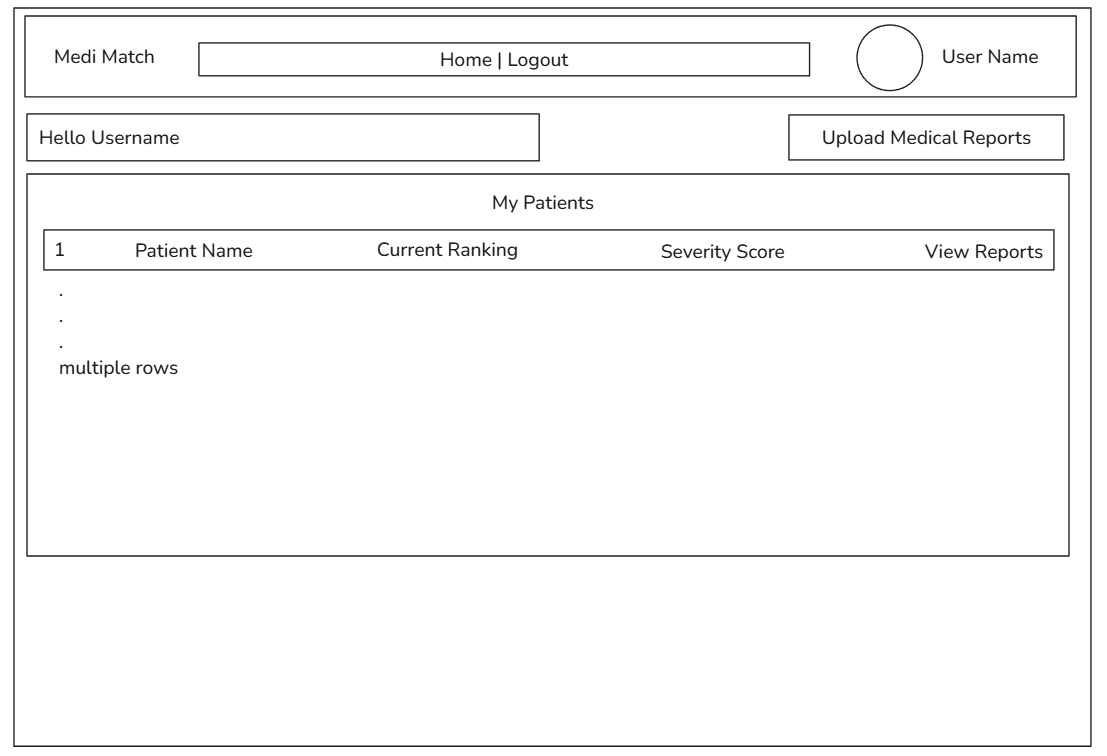 Medi Match
Home | Logout
User Name
Hello Username
Upload Medical Reports
My Patients
1 Patient Name Current Ranking Severity Score View Reports
.
.
.
multiple rows